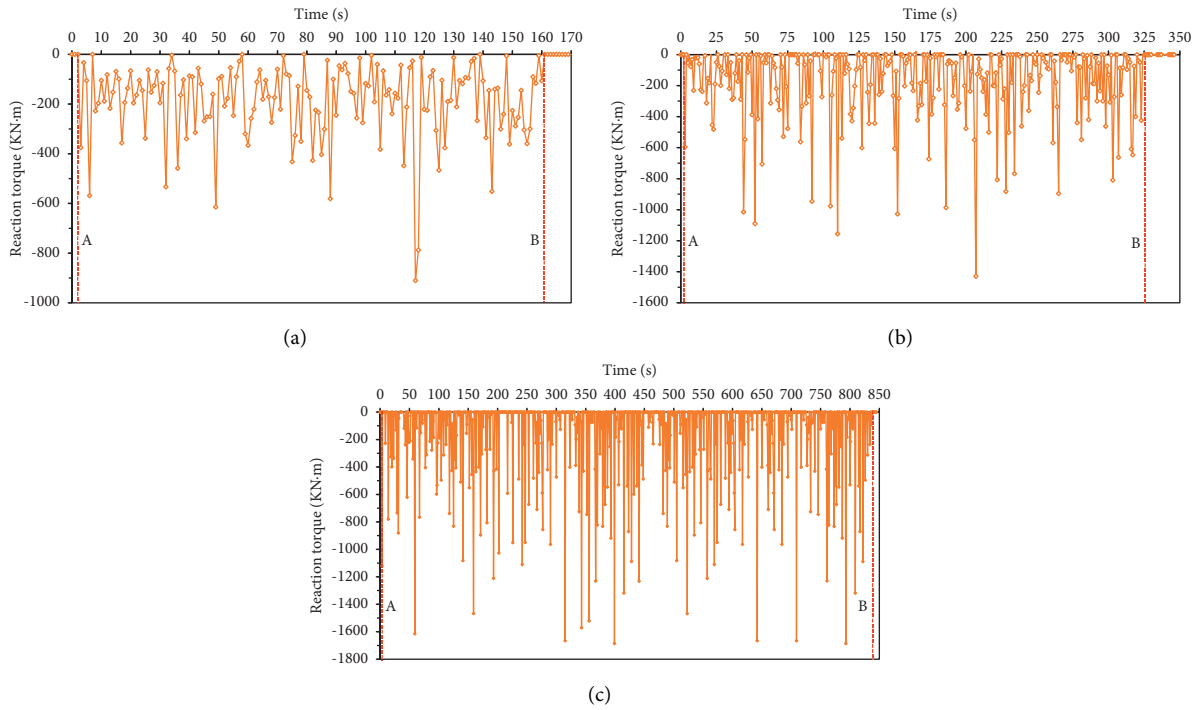 Time (s)
0 10 20 30 40 50 60 70 80 90 100 110 120 130 140 150 160 170
0
-200
-400
-600
-800
-1000
Reaction torque (KN·m)
A
B
(a)
Time (s)
0 25 50 75 100 125 150 175 200 225 250 275 300 325 350
0
-200
-400
-600
-800
-1000
-1200
-1400
-1600
Reaction torque (KN·m)
A
B
(b)
Time (s)
0 50 100 150 200 250 300 350 400 450 500 550 600 650 700 750 800 850
0
-200
-400
-600
-800
-1000
-1200
-1400
-1600
-1800
Reaction torque (KN·m)
A
B
(c)